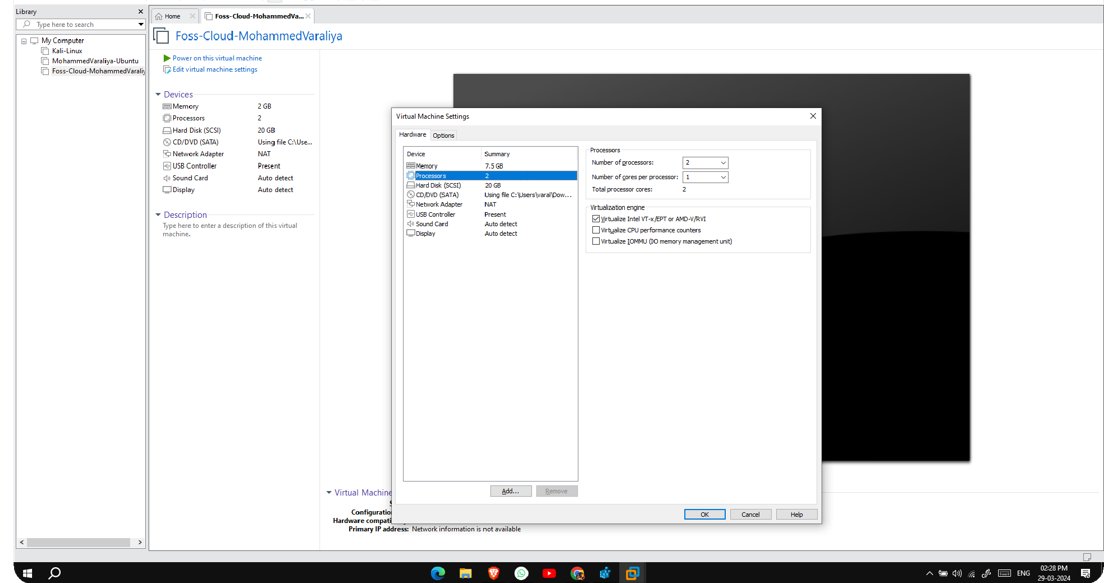 Library
Type here to search
My Computer
Kali-Linux
MohammedVaraliya-Ubuntu
Foss-Cloud-MohammedVaraliy
Home
Foss-Cloud-MohammedVa...
Foss-Cloud-MohammedVaraliya
Power on this virtual machine
Edit virtual machine settings
Devices
Memory 2 GB
Processors 2
Hard Disk (SCSI) 20 GB
CD/DVD (SATA) Using file C:\Use...
Network Adapter NAT
USB Controller Present
Sound Card Auto detect
Display Auto detect
Description
Type here to enter a description of this virtual
machine.
Virtual Machine Settings
Hardware Options
Device Summary
Memory 7.5 GB
Processors 2
Hard Disk (SCSI) 20 GB
CD/DVD (SATA) Using file C:\Users\varal\Dow...
Network Adapter NAT
USB Controller Present
Sound Card Auto detect
Display Auto detect
Add... Remove
Processors
Number of processors: 2
Number of cores per processor: 1
Total processor cores: 2
Virtualization engine
Virtualize Intel VT-x/EPT or AMD-V/RVI
Virtualize CPU performance counters
Virtualize IOMMU (IO memory management unit)
OK Cancel Help
Virtual Machine
Configuratio
Hardware compati
Primary IP address: Network information is not available
ENG
02:28 PM
29-03-2024